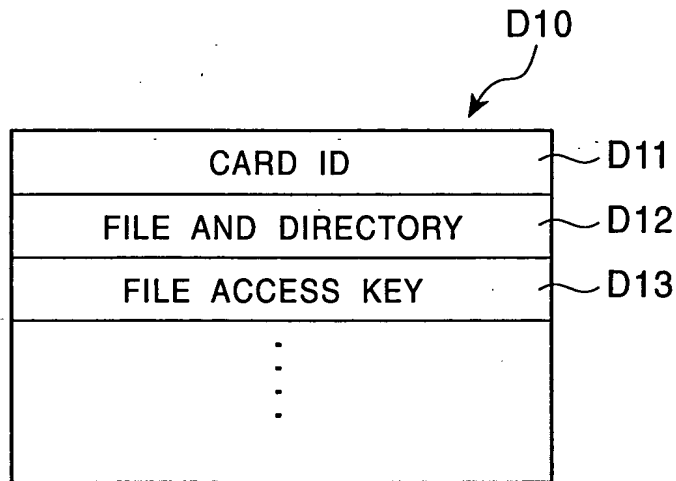 D10
CARD ID D11
FILE AND DIRECTORY D12
FILE ACCESS KEY D13